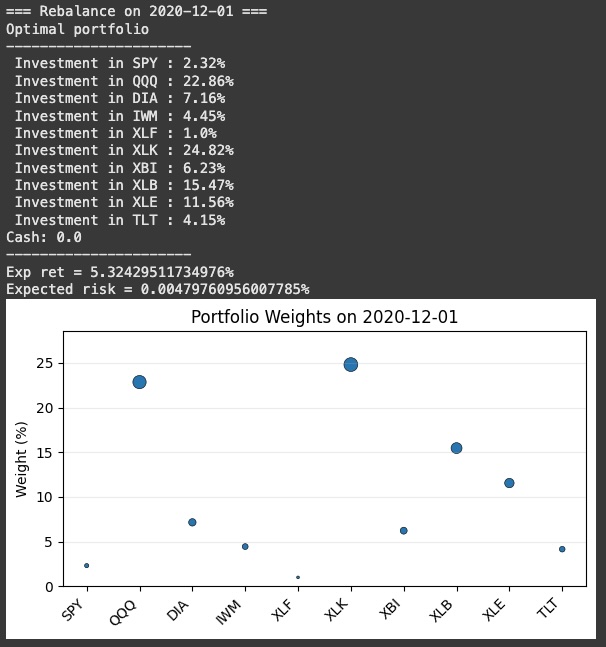 === Rebalance on 2020-12-01 ===
Optimal portfolio
----------------------
Investment in SPY : 2.32%
Investment in QQQ : 22.86%
Investment in DIA : 7.16%
Investment in IWM : 4.45%
Investment in XLF : 1.0%
Investment in XLK : 24.82%
Investment in XBI : 6.23%
Investment in XLB : 15.47%
Investment in XLE : 11.56%
Investment in TLT : 4.15%
Cash: 0.0
----------------------
Exp ret = 5.32429511734976%
Expected risk = 0.00479760956007785%
Portfolio Weights on 2020-12-01
Weight (%)
25
20
15
10
5
0
SPY
QQQ
DIA
IWM
XLF
XLK
XBI
XLB
XLE
TLT